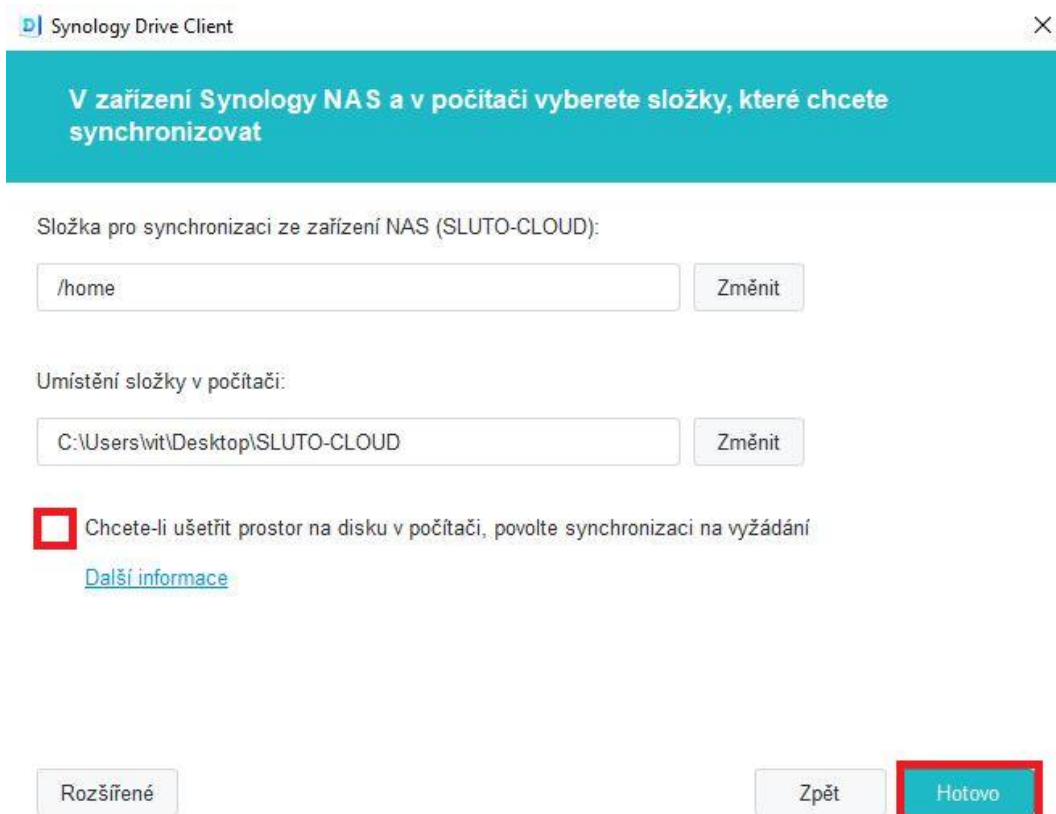 Synology Drive Client
V zařízení Synology NAS a v počítači vyberete složky, které chcete
synchronizovat
Složka pro synchronizaci ze zařízení NAS (SLUTO-CLOUD):
/home
Změnit
Umístění složky v počítači:
C:\Users\vit\Desktop\SLUTO-CLOUD
Změnit
Chcete-li ušetřit prostor na disku v počítači, povolte synchronizaci na vyžádání
Další informace
Rozšířené
Zpět
Hotovo